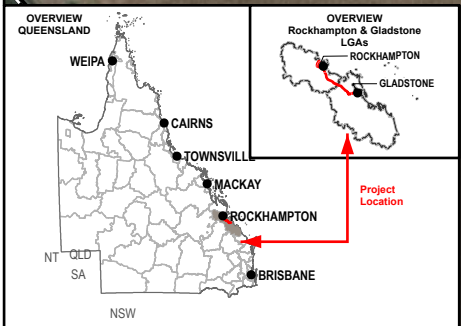 OVERVIEW
QUEENSLAND
WEIPA
CAIRNS
TOWNSVILLE
MACKAY
ROCKHAMPTON
BRISBANE
NT QLD
SA
NSW
OVERVIEW
Rockhampton & Gladstone
LGAs
ROCKHAMPTON
GLADSTONE
Project
Location